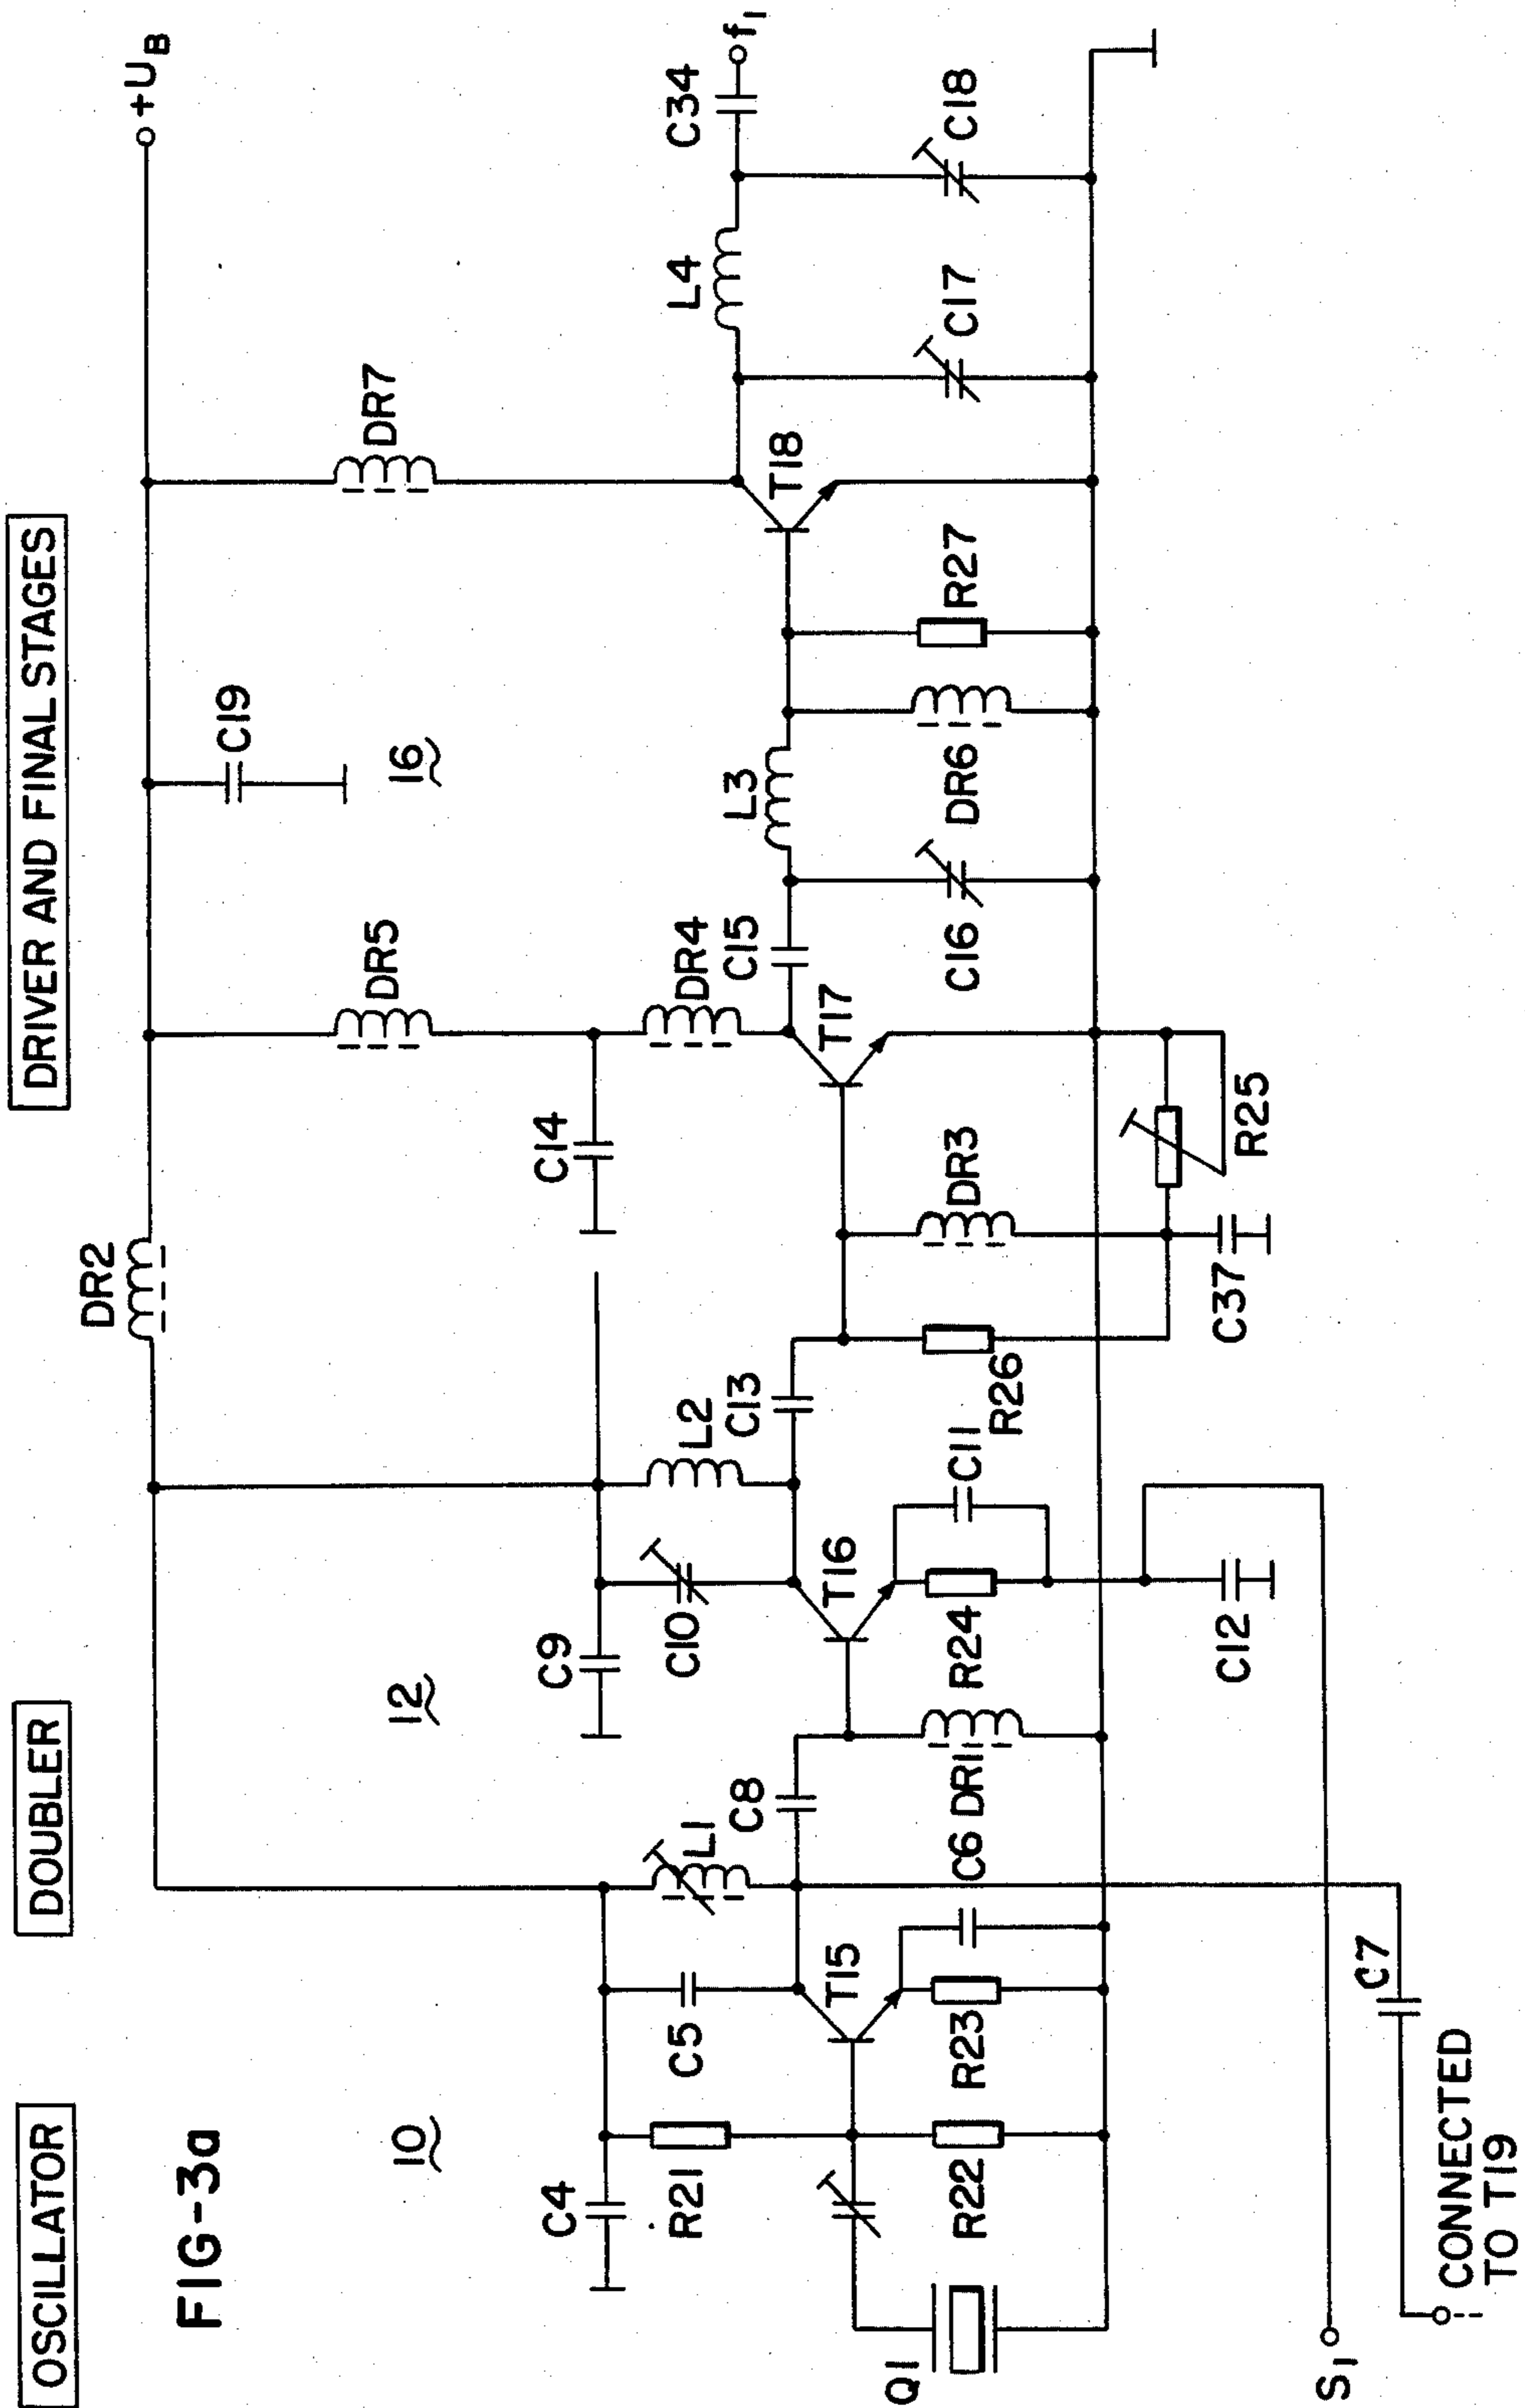 OSCILLATOR
DOUBLER
DRIVER AND FINAL STAGES
FIG-3a
+UB
DR2
C19
10
12
16
DR5
DR7
C4
C9
C14
R21
C5
L1
C10
L2
DR4
L4
C34
f1
C8
C13
C15
L3
T15
T16
T17
T18
Q1
R22
R23
C6
DR1
R24
C11
R26
DR3
C16
DR6
R27
C17
C18
C12
C37
R25
S1
C7
CONNECTED
TO T19